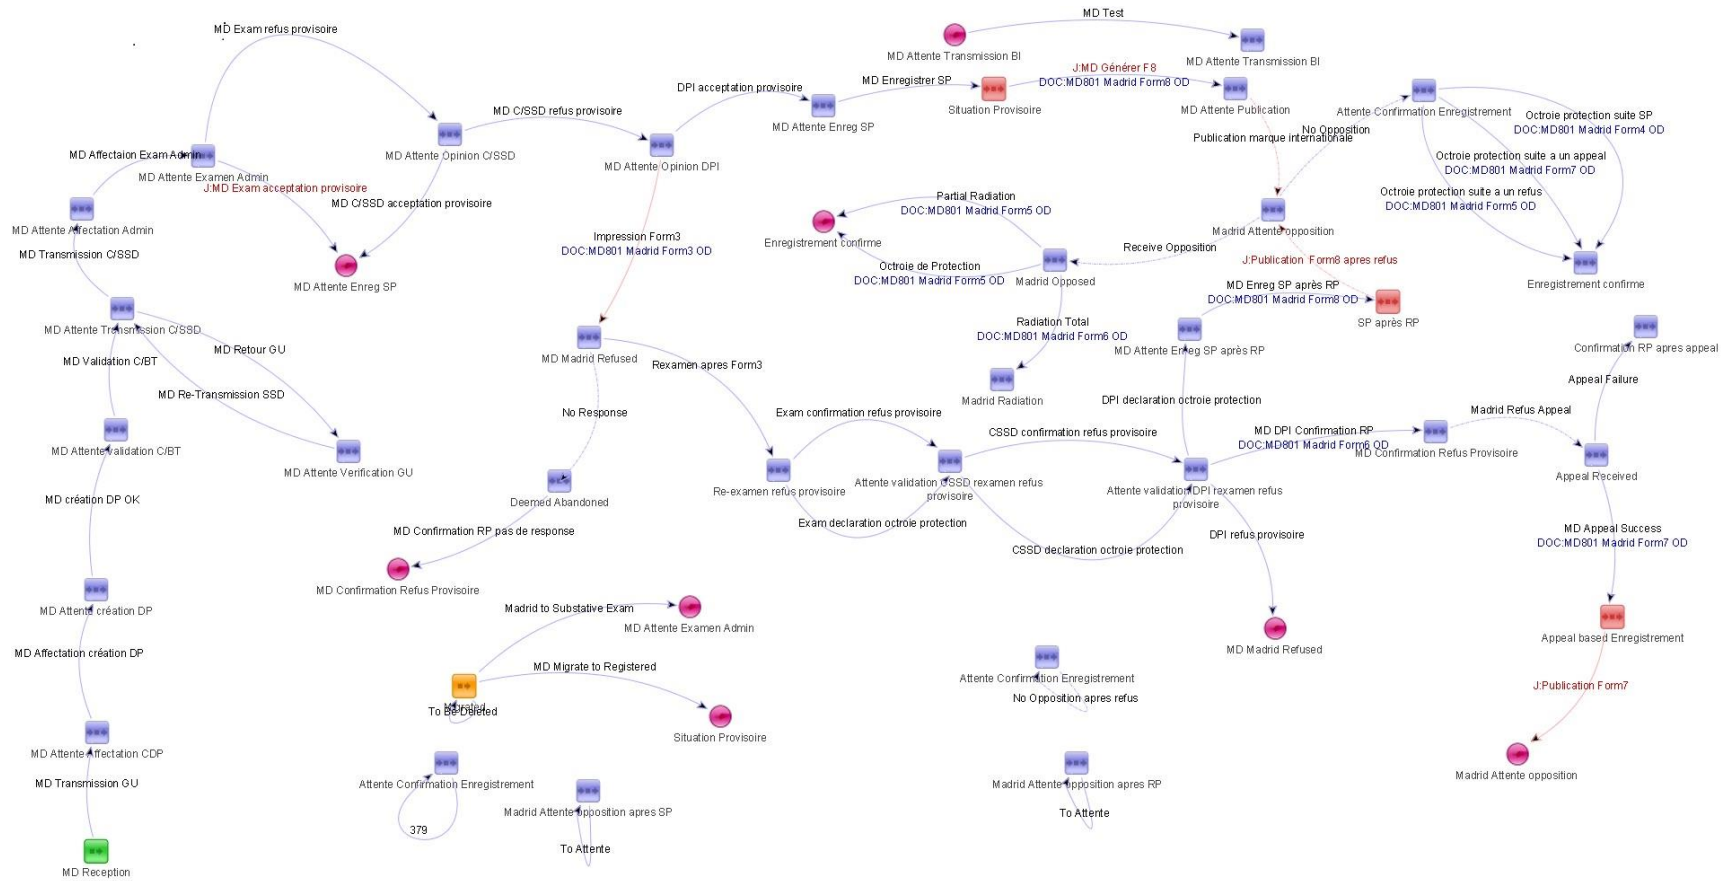 MD Test
MD Exam refus provisoire
MD Attente Transmission BI
MD Attente Transmission BI
J:MD Générer F8
DOC:MD801 Madrid Form8 OD
MD Enregistrer SP
DPI acceptation provisoire
Situation Provisoire
MD Attente Publication
Attente Confirmation Enregistrement
MD C/SSD refus provisoire
MD Attente Enreg SP
Octroie protection suite SP
DOC:MD801 Madrid Form4 OD
No Opposition
Publication marque internationale
MD Affectaion Exam Admin
MD Attente Opinion C/SSD
MD Attente Opinion DPI
Octroie protection suite a un appeal
DOC:MD801 Madrid Form7 OD
MD Attente Examen Admin
J:MD Exam acceptation provisoire
Octroie protection suite a un refus
DOC:MD801 Madrid Form5 OD
MD C/SSD acceptation provisoire
Partial Radiation
DOC:MD801 Madrid Form5 OD
MD Attente Affectation Admin
Madrid Attente opposition
Impression Form3
DOC:MD801 Madrid Form3 OD
Enregistrement confirme
Receive Opposition
MD Transmission C/SSD
J:Publication Form8 apres refus
Octroie de Protection
DOC:MD801 Madrid Form5 OD
Madrid Opposed
Enregistrement confirme
MD Attente Enreg SP
MD Enreg SP après RP
DOC:MD801 Madrid Form8 OD
SP après RP
MD Attente Transmission C/SSD
Radiation Total
DOC:MD801 Madrid Form6 OD
MD Attente Enreg SP après RP
Confirmation RP apres appeal
MD Retour GU
MD Validation C/BT
MD Madrid Refused
Rexamen apres Form3
Appeal Failure
MD Re-Transmission SSD
Madrid Radiation
DPI declaration octroie protection
No Response
Exam confirmation refus provisoire
Madrid Refus Appeal
CSSD confirmation refus provisoire
MD DPI Confirmation RP
DOC:MD801 Madrid Form6 OD
MD Confirmation Refus Provisoire
MD Attente validation C/BT
MD Attente Verification GU
Appeal Received
Attente validation CSSD rexamen refus
provisoire
Re-examen refus provisoire
Attente validation DPI rexamen refus
provisoire
MD création DP OK
Deemed Abandoned
Exam declaration octroie protection
MD Confirmation RP pas de response
DPI refus provisoire
MD Appeal Success
DOC:MD801 Madrid Form7 OD
CSSD declaration octroie protection
MD Confirmation Refus Provisoire
MD Attente création DP
Madrid to Substative Exam
MD Attente Examen Admin
Appeal based Enregistrement
MD Madrid Refused
MD Affectation création DP
MD Migrate to Registered
Attente Confirmation Enregistrement
J:Publication Form7
No Opposition apres refus
Migrated
To Be Deleted
Situation Provisoire
MD Attente Affectation CDP
Madrid Attente opposition
MD Transmission GU
Attente Confirmation Enregistrement
Madrid Attente opposition apres RP
Madrid Attente opposition apres SP
To Attente
379
To Attente
MD Reception